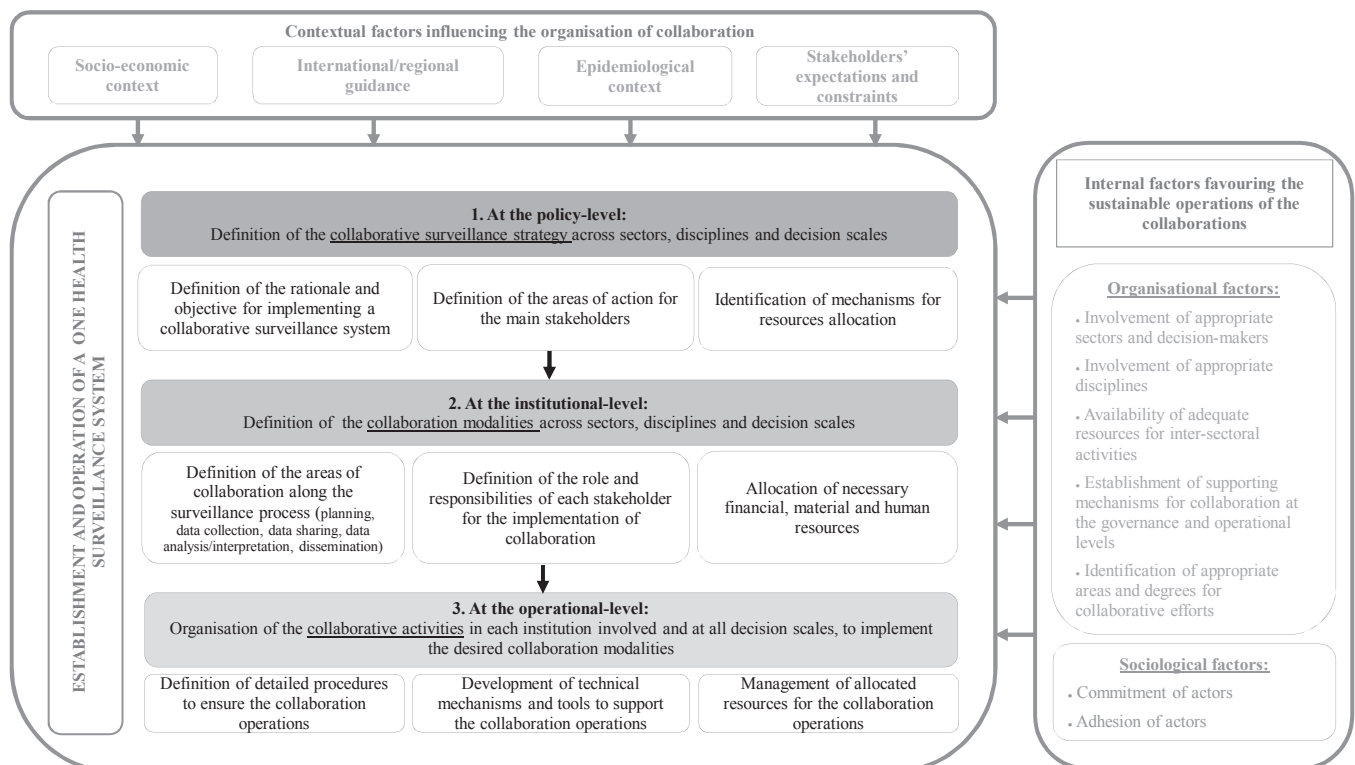 Contextual factors influencing the organisation of collaboration
Socio-economic
context
International/regional
guidance
Epidemiological
context
Stakeholders'
expectations and
constraints
ESTABLISHMENT AND OPERATION OF A ONE HEALTH
SURVEILLANCE SYSTEM
1. At the policy-level:
Definition of the collaborative surveillance strategy across sectors, disciplines and decision scales
Definition of the rationale and
objective for implementing a
collaborative surveillance system
Definition of the areas of action for
the main stakeholders
Identification of mechanisms for
resources allocation
2. At the institutional-level:
Definition of the collaboration modalities across sectors, disciplines and decision scales
Definition of the areas of
collaboration along the
surveillance process (planning,
data collection, data sharing, data
analysis/interpretation, dissemination)
Definition of the role and
responsibilities of each stakeholder
for the implementation of
collaboration
Allocation of necessary
financial, material and human
resources
3. At the operational-level:
Organisation of the collaborative activities in each institution involved and at all decision scales, to implement
the desired collaboration modalities
Definition of detailed procedures
to ensure the collaboration
operations
Development of technical
mechanisms and tools to support
the collaboration operations
Management of allocated
resources for the collaboration
operations
Internal factors favouring the
sustainable operations of the
collaborations
Organisational factors:
• Involvement of appropriate
sectors and decision-makers
• Involvement of appropriate
disciplines
• Availability of adequate
resources for inter-sectoral
activities
• Establishment of supporting
mechanisms for collaboration at
the governance and operational
levels
• Identification of appropriate
areas and degrees for
collaborative efforts
Sociological factors:
• Commitment of actors
• Adhesion of actors